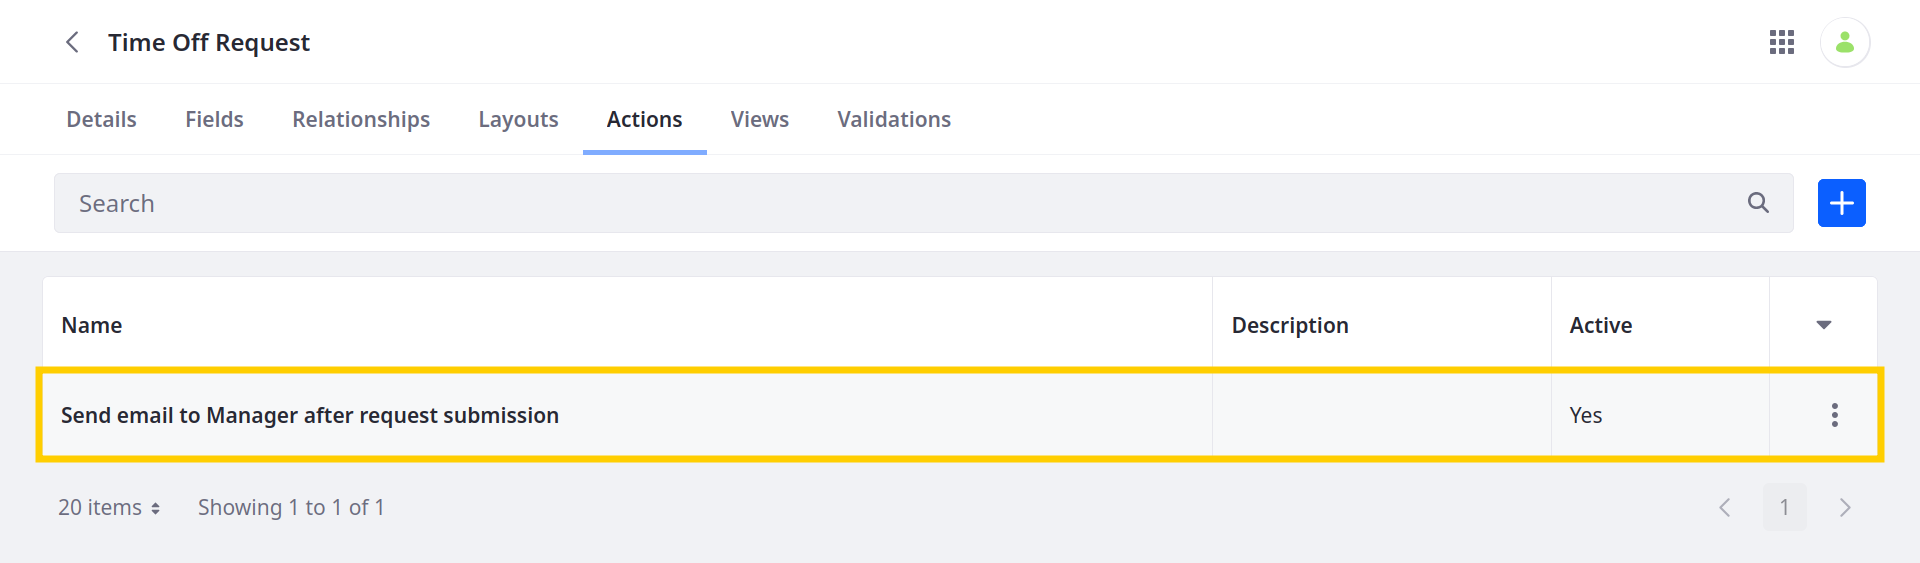 Time Off Request
Details Fields Relationships Layouts Actions Views Validations
Search
Name Description Active
Send email to Manager after request submission Yes
20 items Showing 1 to 1 of 1 1